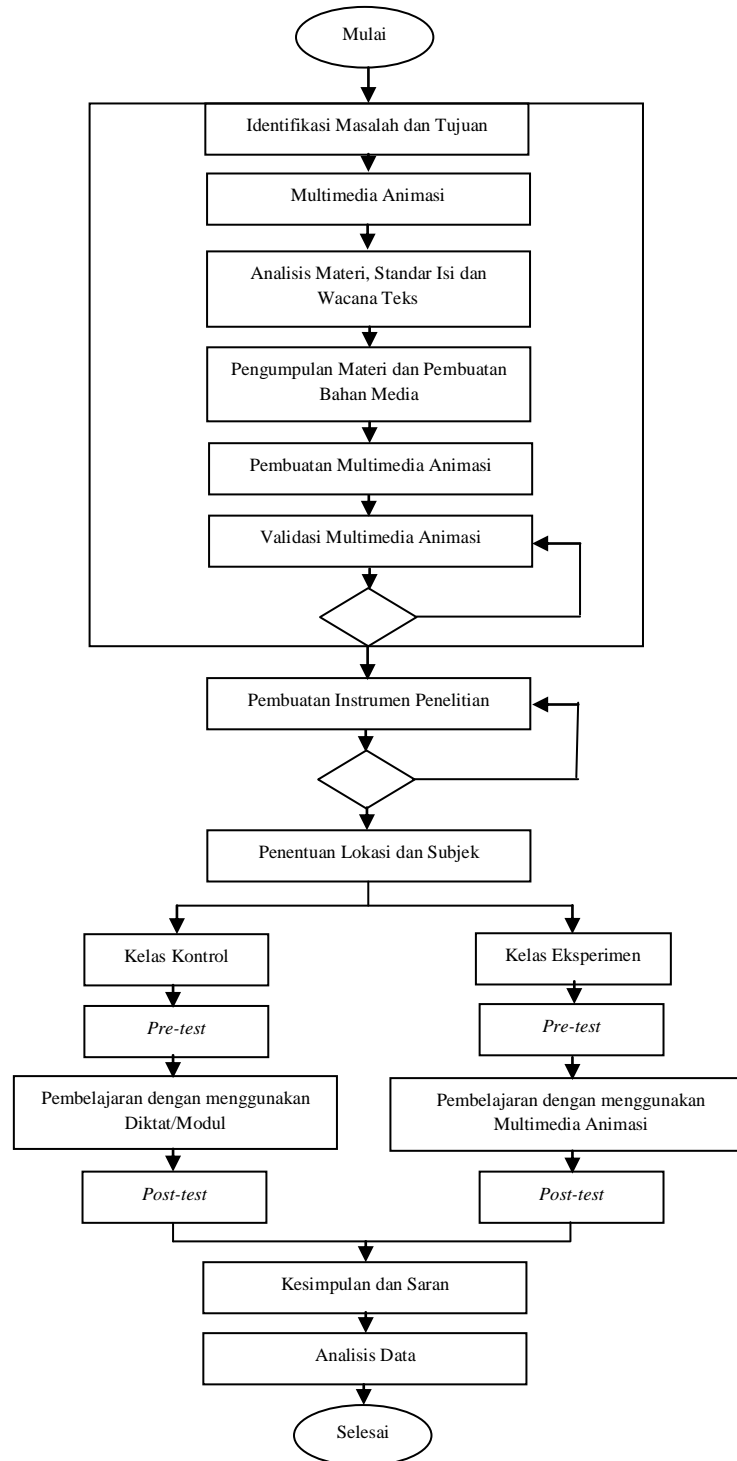 Mulai
Identifikasi Masalah dan Tujuan
Multimedia Animasi
Analisis Materi, Standar Isi dan
Wacana Teks
Pengumpulan Materi dan Pembuatan
Bahan Media
Pembuatan Multimedia Animasi
Validasi Multimedia Animasi
Pembuatan Instrumen Penelitian
Penentuan Lokasi dan Subjek
Kelas Kontrol
Pre-test
Pembelajaran dengan menggunakan
Diktat/Modul
Post-test
Kelas Eksperimen
Pre-test
Pembelajaran dengan menggunakan
Multimedia Animasi
Post-test
Kesimpulan dan Saran
Analisis Data
Selesai